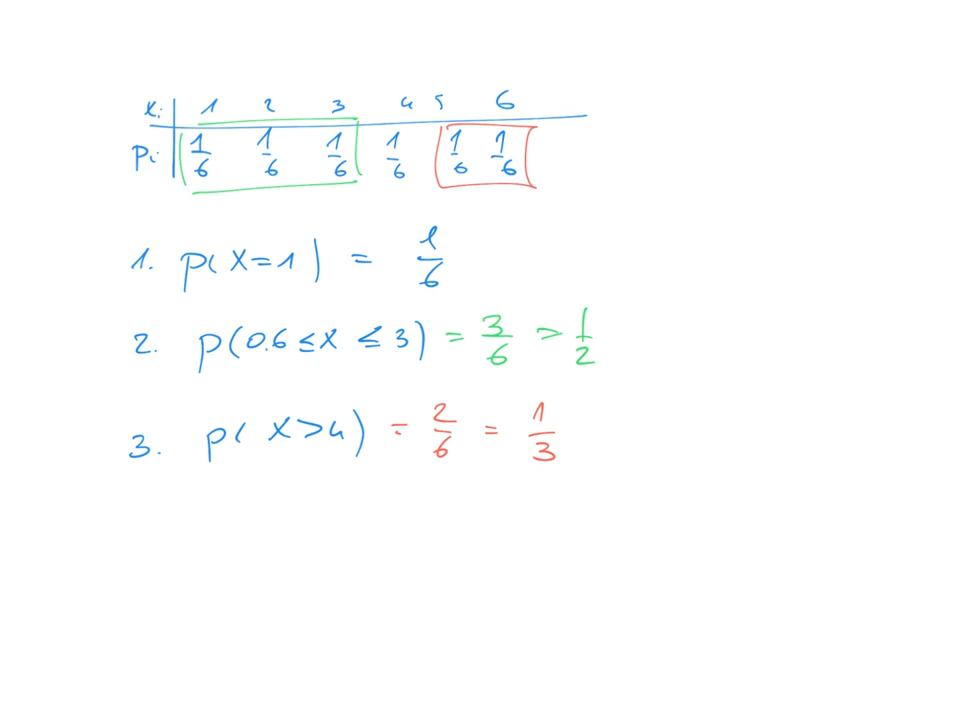 xi 1 2 3 4 5 6
Pi 1/6 1/6 1/6 1/6 1/6 1/6
1. p(X=1) = 1/6
2. p(0.6 ≤ x ≤ 3) = 3/6 = 1/2
3. p(X>4) = 2/6 = 1/3